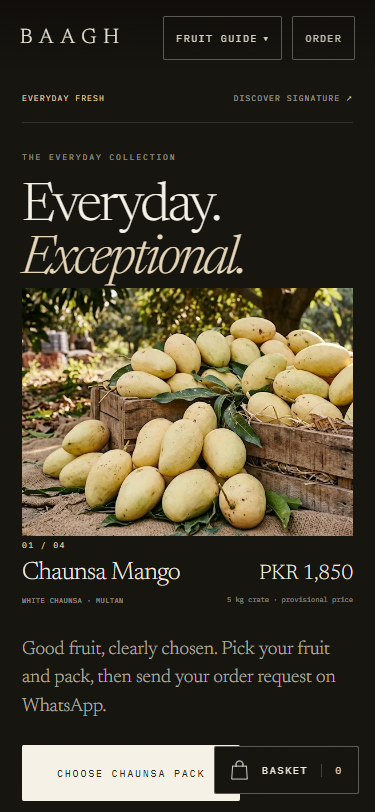 BAAGH
FRUIT GUIDE ▾
ORDER
EVERYDAY FRESH
DISCOVER SIGNATURE ↗
THE EVERYDAY COLLECTION
Everyday.
Exceptional.
01 / 04
Chaunsa Mango
PKR 1,850
WHITE CHAUNSA · MULTAN
5 kg crate · provisional price
Good fruit, clearly chosen. Pick your fruit
and pack, then send your order request on
WhatsApp.
CHOOSE CHAUNSA PACK
BASKET
0